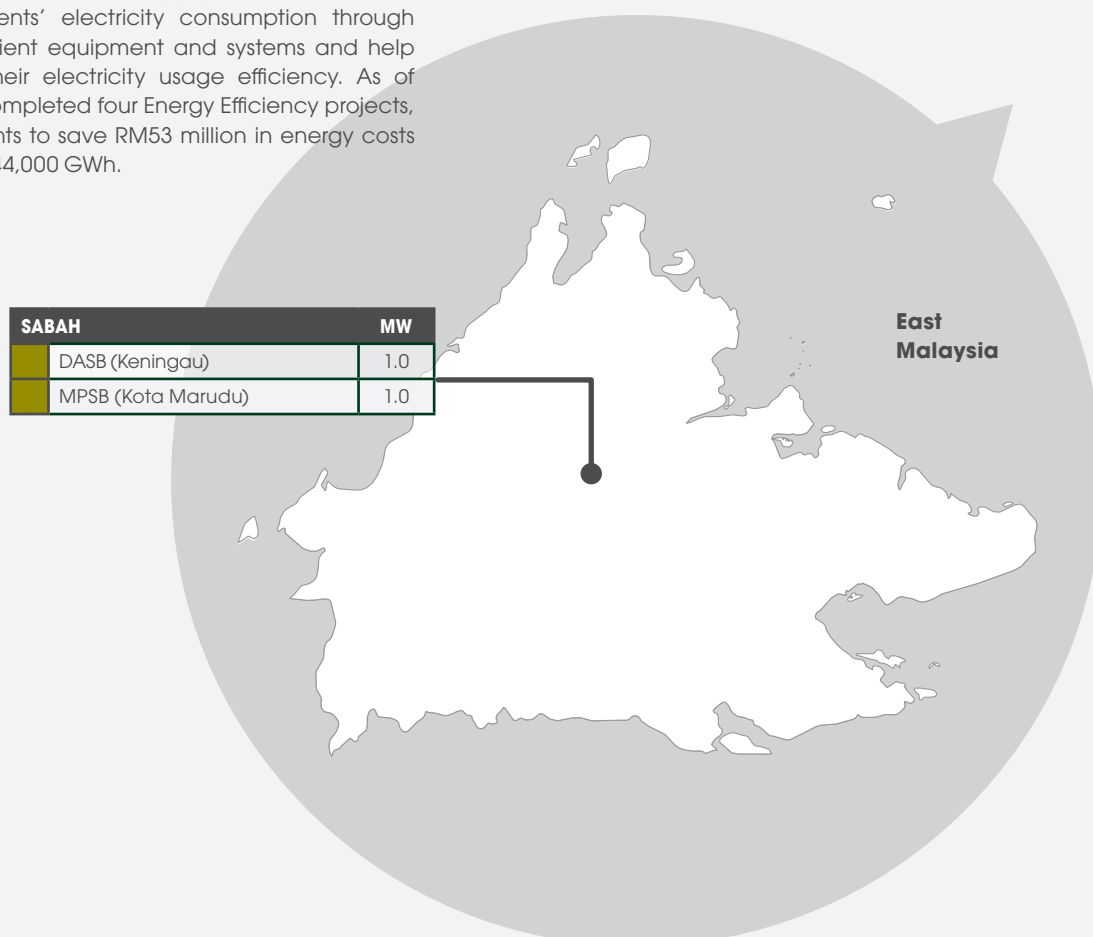 ents’ electricity consumption through
ient equipment and systems and help
heir electricity usage efficiency. As of
ompleted four Energy Efficiency projects,
nts to save RM53 million in energy costs
44,000 GWh.
SABAH MW
DASB (Keningau) 1.0
MPSB (Kota Marudu) 1.0
East
Malaysia